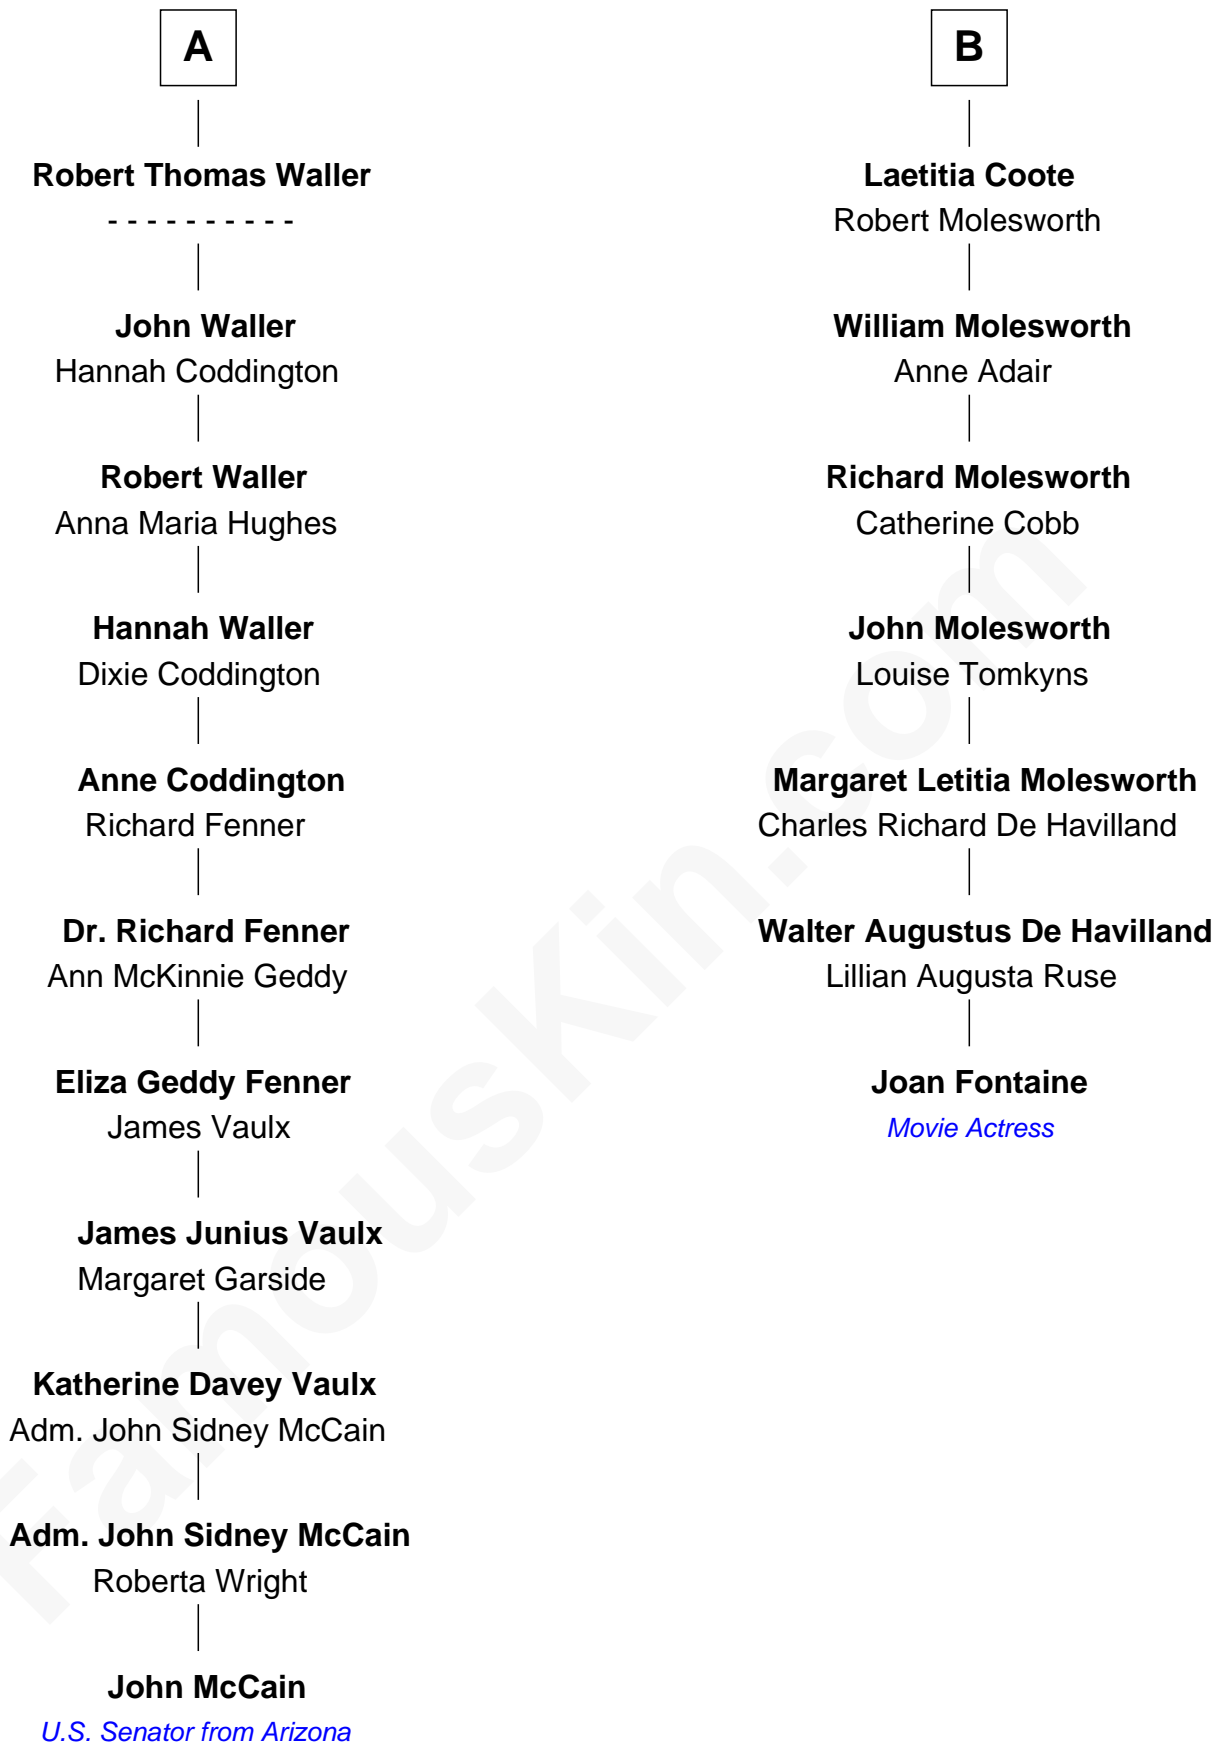 A
Robert Thomas Waller
- - - - - - - - - -
John Waller
Hannah Coddington
Robert Waller
Anna Maria Hughes
Hannah Waller
Dixie Coddington
Anne Coddington
Richard Fenner
Dr. Richard Fenner
Ann McKinnie Geddy
Eliza Geddy Fenner
James Vaulx
James Junius Vaulx
Margaret Garside
Katherine Davey Vaulx
Adm. John Sidney McCain
Adm. John Sidney McCain
Roberta Wright
John McCain
U.S. Senator from Arizona
B
Laetitia Coote
Robert Molesworth
William Molesworth
Anne Adair
Richard Molesworth
Catherine Cobb
John Molesworth
Louise Tomkyns
Margaret Letitia Molesworth
Charles Richard De Havilland
Walter Augustus De Havilland
Lillian Augusta Ruse
Joan Fontaine
Movie Actress
FamousKin.com